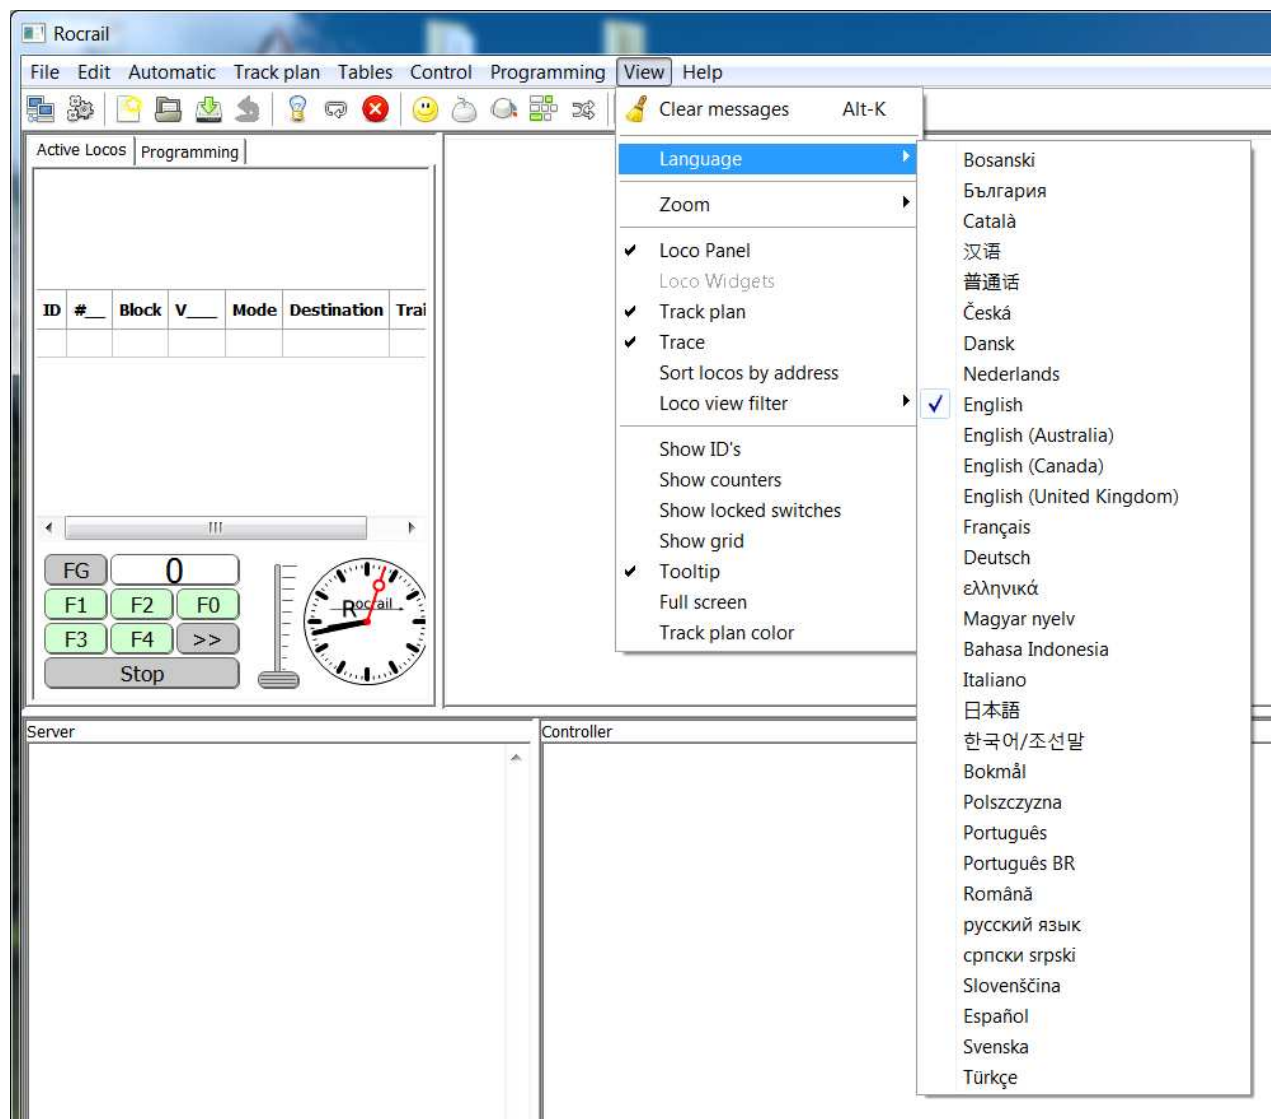 Rocrail
File Edit Automatic Track plan Tables Control Programming View Help
Active Locos Programming
ID #__ Block V___ Mode Destination Trai
FG 0
F1 F2 F0
F3 F4 >>
Stop
Rocrail
Server
Controller
Clear messages Alt-K
Language
Zoom
Loco Panel
Loco Widgets
Track plan
Trace
Sort locos by address
Loco view filter
Show ID's
Show counters
Show locked switches
Show grid
Tooltip
Full screen
Track plan color
Bosanski
България
Català
汉语
普通话
Česká
Dansk
Nederlands
English
English (Australia)
English (Canada)
English (United Kingdom)
Français
Deutsch
ελληνικά
Magyar nyelv
Bahasa Indonesia
Italiano
日本語
한국어/조선말
Bokmål
Polszczyzna
Português
Português BR
Română
русский язык
српски srpski
Slovenščina
Español
Svenska
Türkçe